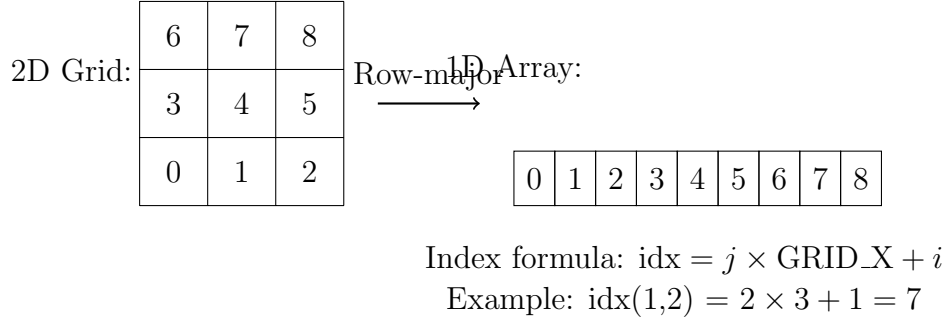 2D Grid:
6 7 8
3 4 5
0 1 2
Row-major
1D Array:
0 1 2 3 4 5 6 7 8
Index formula: idx = j × GRID_X + i
Example: idx(1,2) = 2 × 3 + 1 = 7